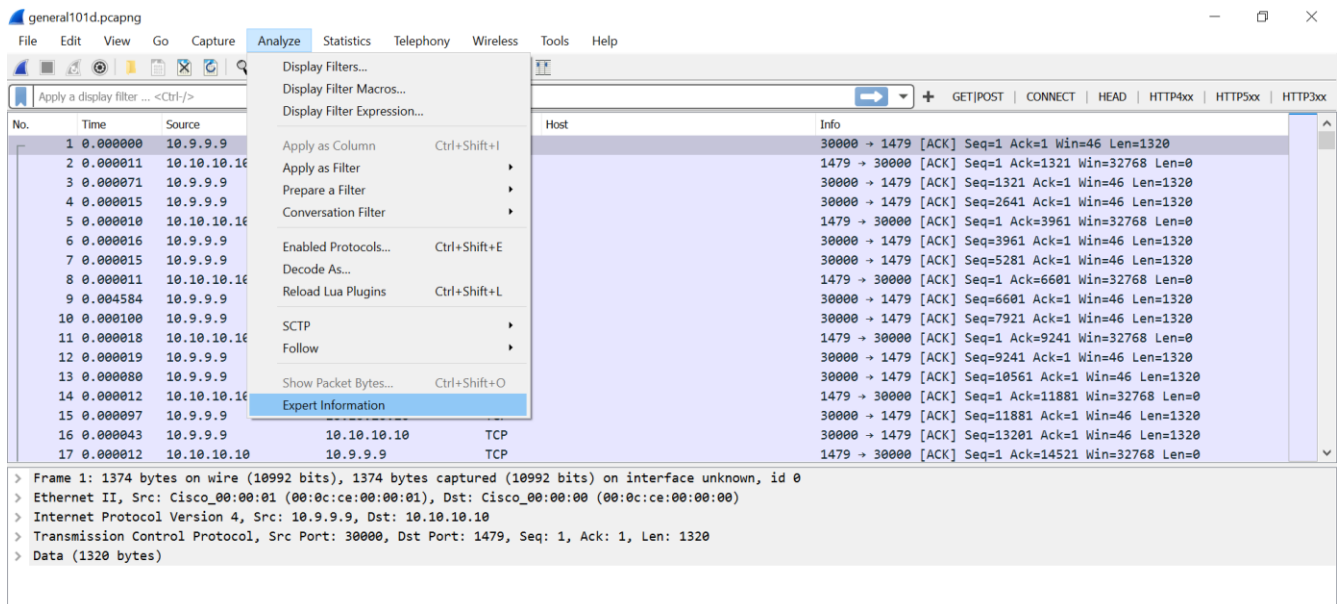 general101d.pcapng
File Edit View Go Capture Analyze Statistics Telephony Wireless Tools Help
Apply a display filter ... <Ctrl-/>
GET|POST | CONNECT | HEAD | HTTP4xx | HTTP5xx | HTTP3xx
Display Filters...
Display Filter Macros...
Display Filter Expression...
Apply as Column Ctrl+Shift+I
Apply as Filter
Prepare a Filter
Conversation Filter
Enabled Protocols... Ctrl+Shift+E
Decode As...
Reload Lua Plugins Ctrl+Shift+L
SCTP
Follow
Show Packet Bytes... Ctrl+Shift+O
Expert Information
No. Time Source Host Info
1 0.000000 10.9.9.9 30000 → 1479 [ACK] Seq=1 Ack=1 Win=46 Len=1320
2 0.000011 10.10.10.10 1479 → 30000 [ACK] Seq=1 Ack=1321 Win=32768 Len=0
3 0.000071 10.9.9.9 30000 → 1479 [ACK] Seq=1321 Ack=1 Win=46 Len=1320
4 0.000015 10.9.9.9 30000 → 1479 [ACK] Seq=2641 Ack=1 Win=46 Len=1320
5 0.000010 10.10.10.10 1479 → 30000 [ACK] Seq=1 Ack=3961 Win=32768 Len=0
6 0.000016 10.9.9.9 30000 → 1479 [ACK] Seq=3961 Ack=1 Win=46 Len=1320
7 0.000015 10.9.9.9 30000 → 1479 [ACK] Seq=5281 Ack=1 Win=46 Len=1320
8 0.000011 10.10.10.10 1479 → 30000 [ACK] Seq=1 Ack=6601 Win=32768 Len=0
9 0.004584 10.9.9.9 30000 → 1479 [ACK] Seq=6601 Ack=1 Win=46 Len=1320
10 0.000100 10.9.9.9 30000 → 1479 [ACK] Seq=7921 Ack=1 Win=46 Len=1320
11 0.000018 10.10.10.10 1479 → 30000 [ACK] Seq=1 Ack=9241 Win=32768 Len=0
12 0.000019 10.9.9.9 30000 → 1479 [ACK] Seq=9241 Ack=1 Win=46 Len=1320
13 0.000080 10.9.9.9 30000 → 1479 [ACK] Seq=10561 Ack=1 Win=46 Len=1320
14 0.000012 10.10.10.10 1479 → 30000 [ACK] Seq=1 Ack=11881 Win=32768 Len=0
15 0.000097 10.9.9.9 30000 → 1479 [ACK] Seq=11881 Ack=1 Win=46 Len=1320
16 0.000043 10.9.9.9 10.10.10.10 TCP 30000 → 1479 [ACK] Seq=13201 Ack=1 Win=46 Len=1320
17 0.000012 10.10.10.10 10.9.9.9 TCP 1479 → 30000 [ACK] Seq=1 Ack=14521 Win=32768 Len=0
Frame 1: 1374 bytes on wire (10992 bits), 1374 bytes captured (10992 bits) on interface unknown, id 0
Ethernet II, Src: Cisco_00:00:01 (00:0c:ce:00:00:01), Dst: Cisco_00:00:00 (00:0c:ce:00:00:00)
Internet Protocol Version 4, Src: 10.9.9.9, Dst: 10.10.10.10
Transmission Control Protocol, Src Port: 30000, Dst Port: 1479, Seq: 1, Ack: 1, Len: 1320
Data (1320 bytes)